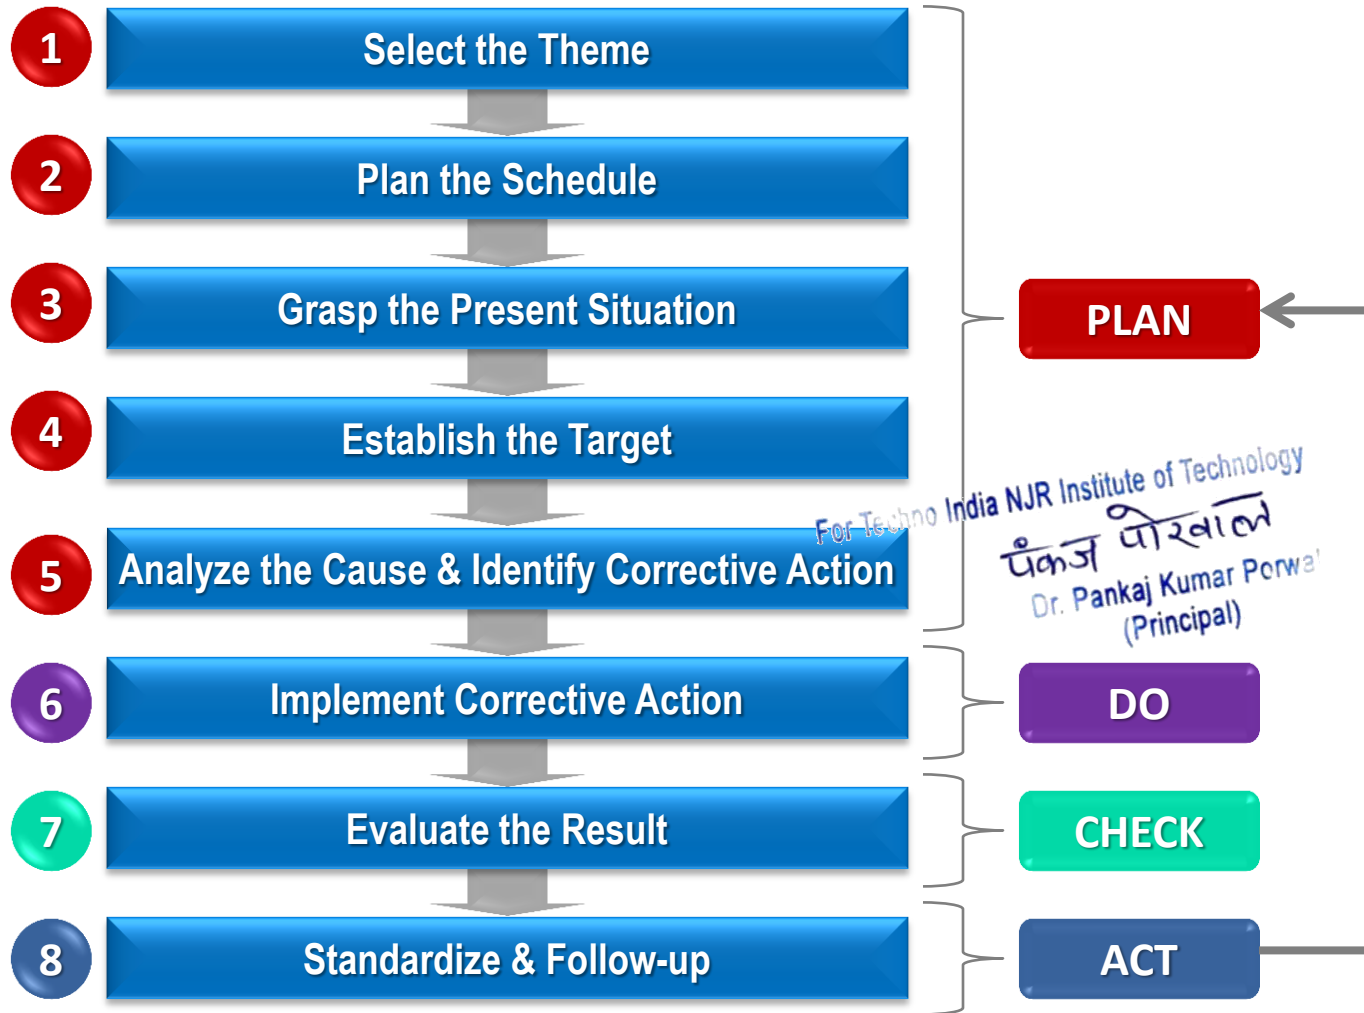 1
Select the Theme
2
Plan the Schedule
3
Grasp the Present Situation
PLAN
4
Establish the Target
For Techno India NJR Institute of Technology
पंकज पोरवाल
Dr. Pankaj Kumar Porwal
(Principal)
5
Analyze the Cause & Identify Corrective Action
6
Implement Corrective Action
DO
7
Evaluate the Result
CHECK
8
Standardize & Follow-up
ACT